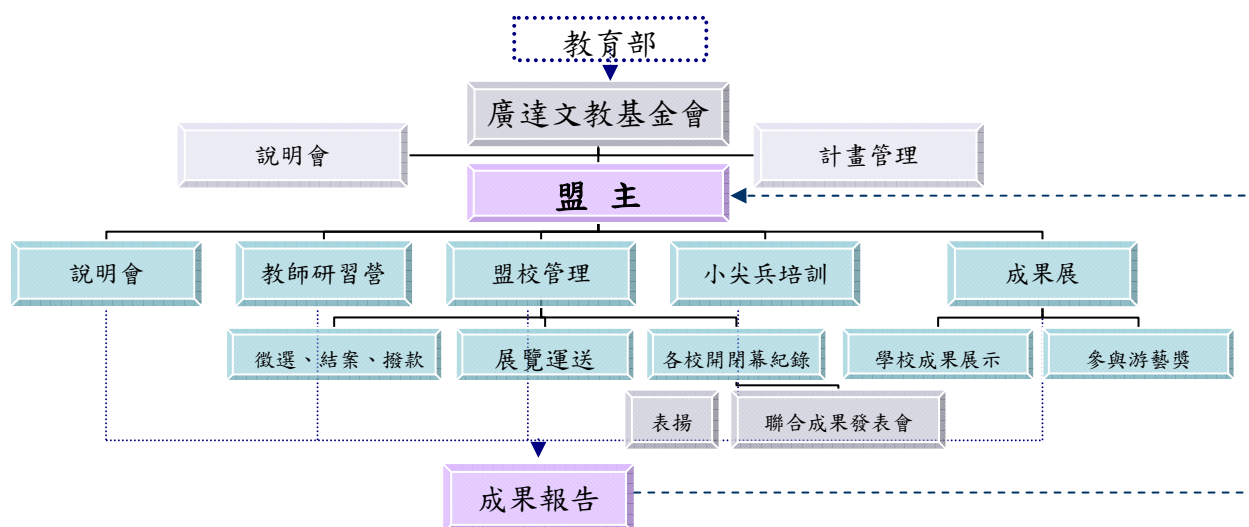 教育部
廣達文教基金會
說明會
計畫管理
盟 主
說明會
教師研習營
盟校管理
小尖兵培訓
成果展
徵選、結案、撥款
展覽運送
各校開閉幕紀錄
學校成果展示
參與游藝獎
表揚
聯合成果發表會
成果報告